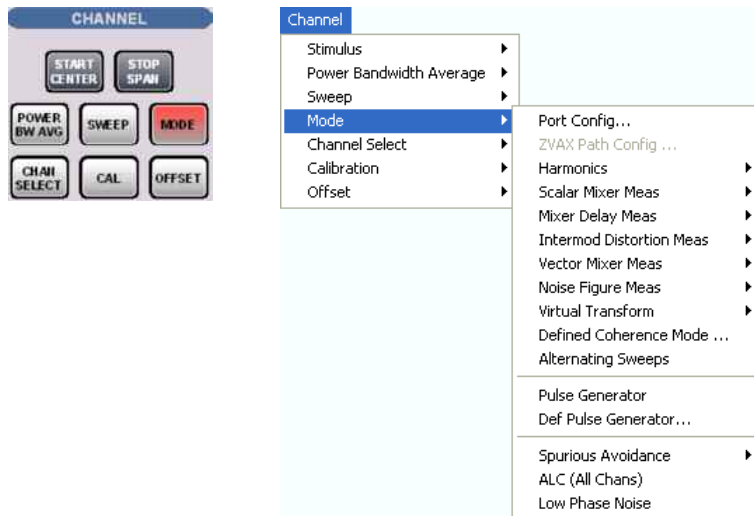 CHANNEL
START CENTER
STOP SPAN
POWER BW AVG
SWEEP
MODE
CHAN SELECT
CAL
OFFSET
Channel
Stimulus
Power Bandwidth Average
Sweep
Mode
Channel Select
Calibration
Offset
Port Config...
ZVAX Path Config ...
Harmonics
Scalar Mixer Meas
Mixer Delay Meas
Intermod Distortion Meas
Vector Mixer Meas
Noise Figure Meas
Virtual Transform
Defined Coherence Mode ...
Alternating Sweeps
Pulse Generator
Def Pulse Generator...
Spurious Avoidance
ALC (All Chans)
Low Phase Noise